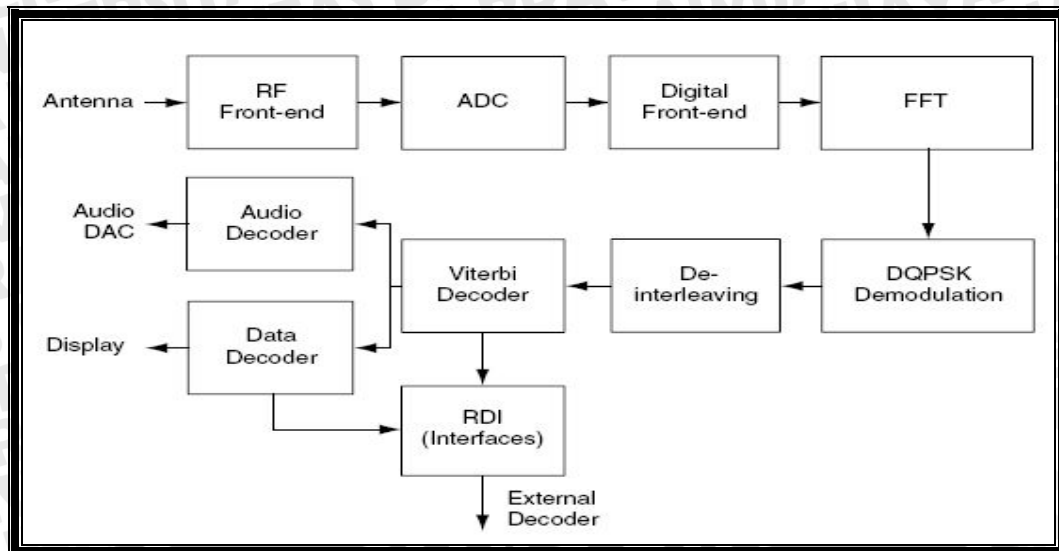 Antenna
RF
Front-end
ADC
Digital
Front-end
FFT
Audio
DAC
Audio
Decoder
Viterbi
Decoder
De-
interleaving
DQPSK
Demodulation
Display
Data
Decoder
RDI
(Interfaces)
External
Decoder